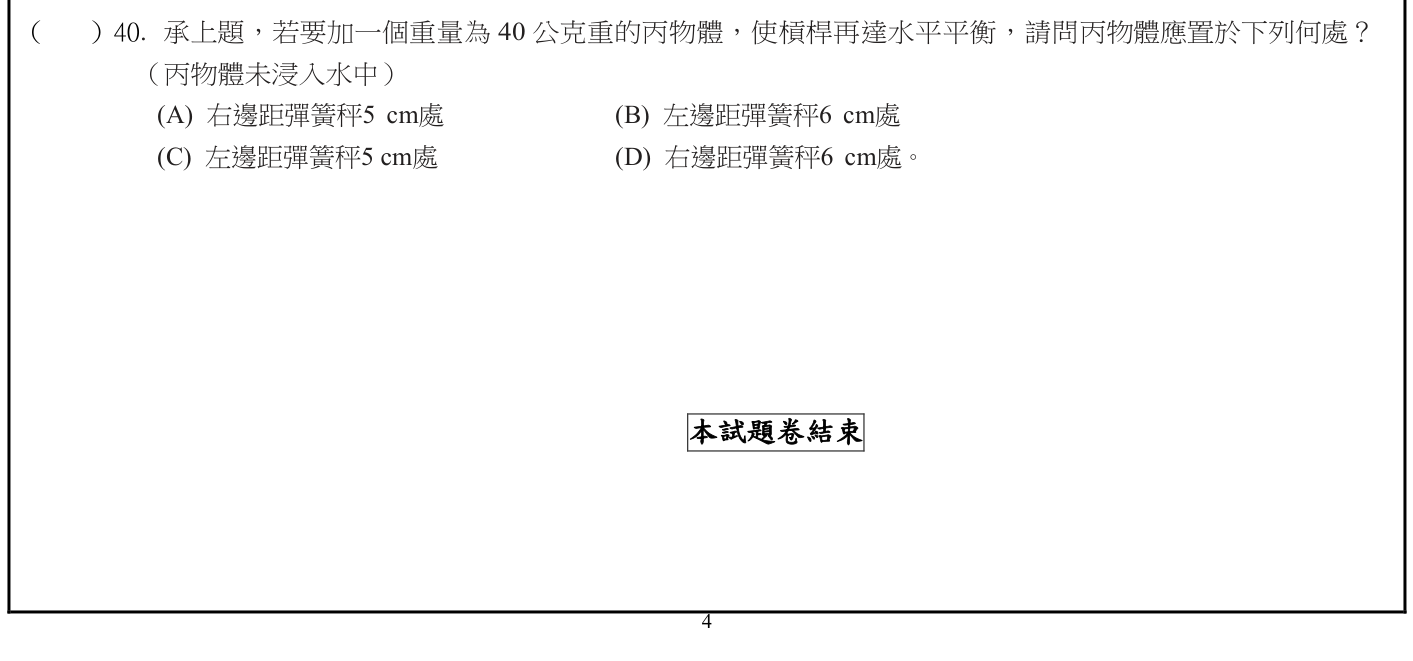 （　　）40. 承上題，若要加一個重量為 40 公克重的丙物體，使槓桿再達水平平衡，請問丙物體應置於下列何處？
（丙物體未浸入水中）
(A) 右邊距彈簧秤5 cm處　　(B) 左邊距彈簧秤6 cm處
(C) 左邊距彈簧秤5 cm處　　(D) 右邊距彈簧秤6 cm處。
本試題卷結束
4